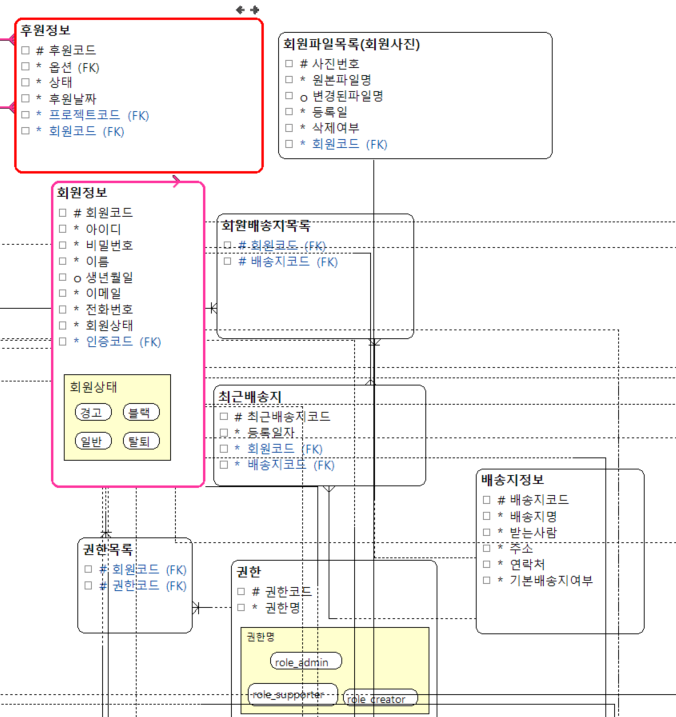 후원정보
# 후원코드
* 옵션 (FK)
* 상태
* 후원날짜
* 프로젝트코드 (FK)
* 회원코드 (FK)
회원파일목록(회원사진)
# 사진번호
* 원본파일명
o 변경된파일명
* 등록일
* 삭제여부
* 회원코드 (FK)
회원정보
# 회원코드
* 아이디
* 비밀번호
* 이름
o 생년월일
* 이메일
* 전화번호
* 회원상태
* 인증코드 (FK)
회원상태
경고
블랙
일반
탈퇴
회원배송지목록
# 회원코드 (FK)
# 배송지코드 (FK)
최근배송지
# 최근배송지코드
* 등록일자
* 회원코드 (FK)
* 배송지코드 (FK)
배송지정보
# 배송지코드
* 배송지명
* 받는사람
* 주소
* 연락처
* 기본배송지여부
권한목록
# 회원코드 (FK)
# 권한코드 (FK)
권한
# 권한코드
* 권한명
권한명
role_admin
role_supporter
role_creator